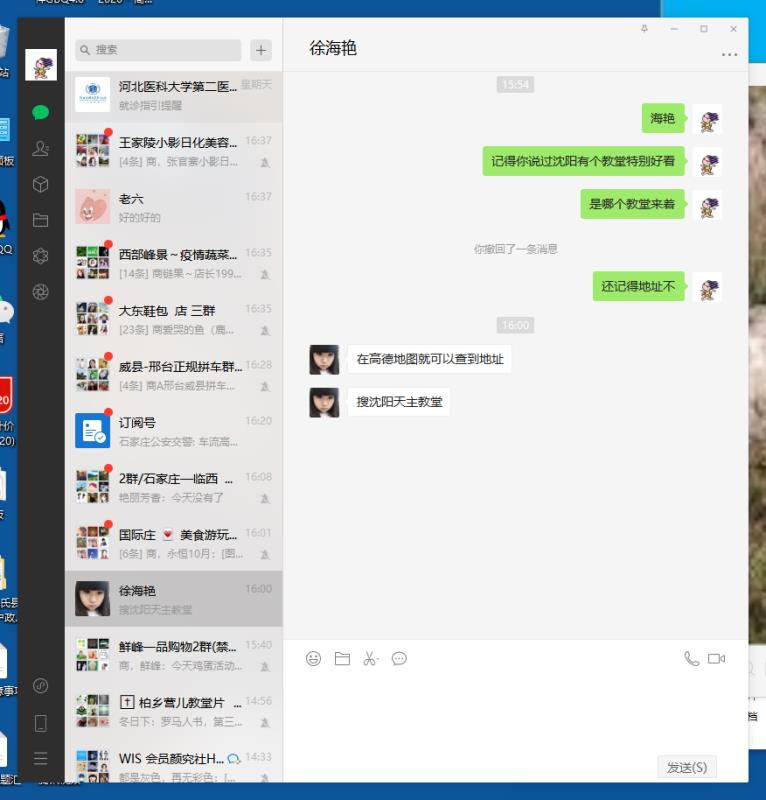 搜索
河北医科大学第二医... 星期天
就诊指引提醒
王家陵小影日化美容... 16:37
[4条] 商，张官寨小影日...
老六 16:37
好的好的
西部峰景～疫情蔬菜... 16:35
[14条] 商链果～店长199...
大东鞋包 店 三群 16:35
[23条] 商爱哭的鱼（鹿...
威县-邢台正规拼车群... 16:28
[4条] 商A邢台威县拼车...
订阅号 16:20
石家庄公安交警: 车流高...
2群/石家庄—临西 ... 16:08
艳丽芳香：今天没有了
国际庄 💌 美食游玩... 16:01
[6条] 商，永恒10月：[图...
徐海艳 16:00
搜沈阳天主教堂
鲜峰一品购物2群(禁... 15:40
商，鲜峰：今天鸡蛋活动...
柏乡营儿教堂片 ... 14:56
冬日下：罗马人书，第三...
WIS 会员颜究社H... 14:33
都是灰色，再无彩色：[...
徐海艳
15:54
海艳
记得你说过沈阳有个教堂特别好看
是哪个教堂来着
你撤回了一条消息
还记得地址不
16:00
在高德地图就可以查到地址
搜沈阳天主教堂
发送(S)
QQ